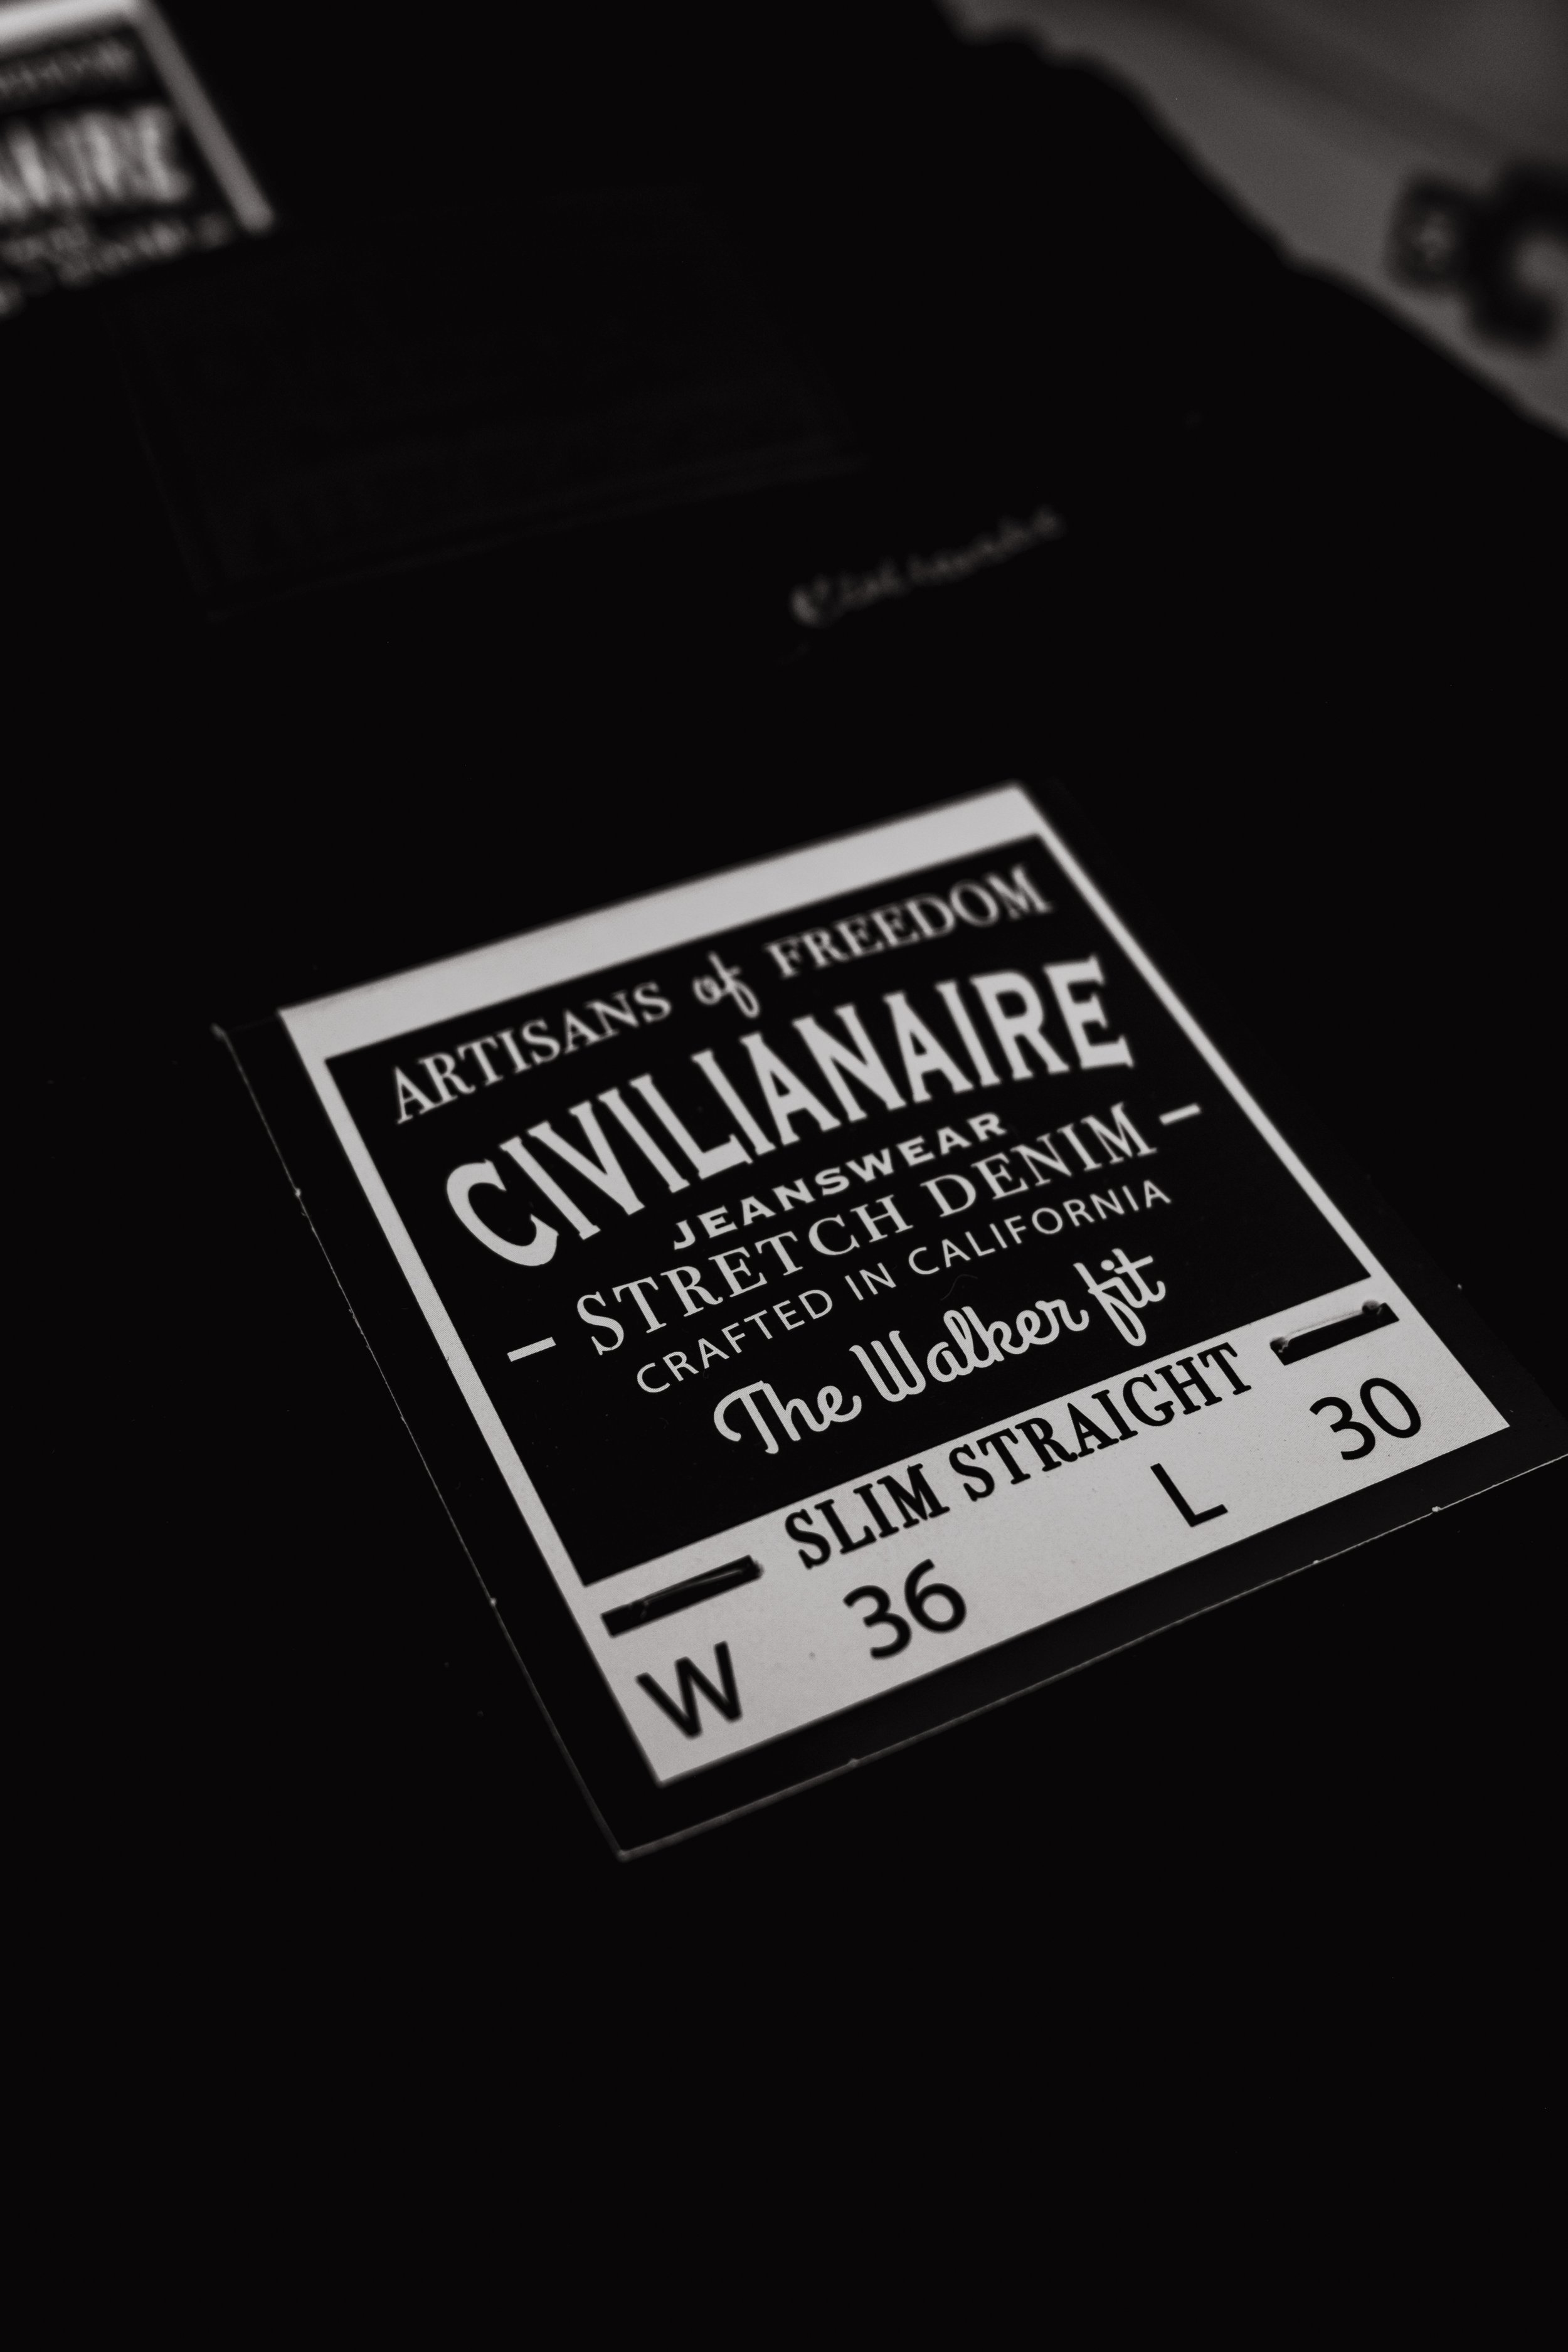 ARTISANS of FREEDOM
CIVILIANAIRE
JEANSWEAR
- STRETCH DENIM -
CRAFTED IN CALIFORNIA
The Walker fit
SLIM STRAIGHT
W 36 L 30